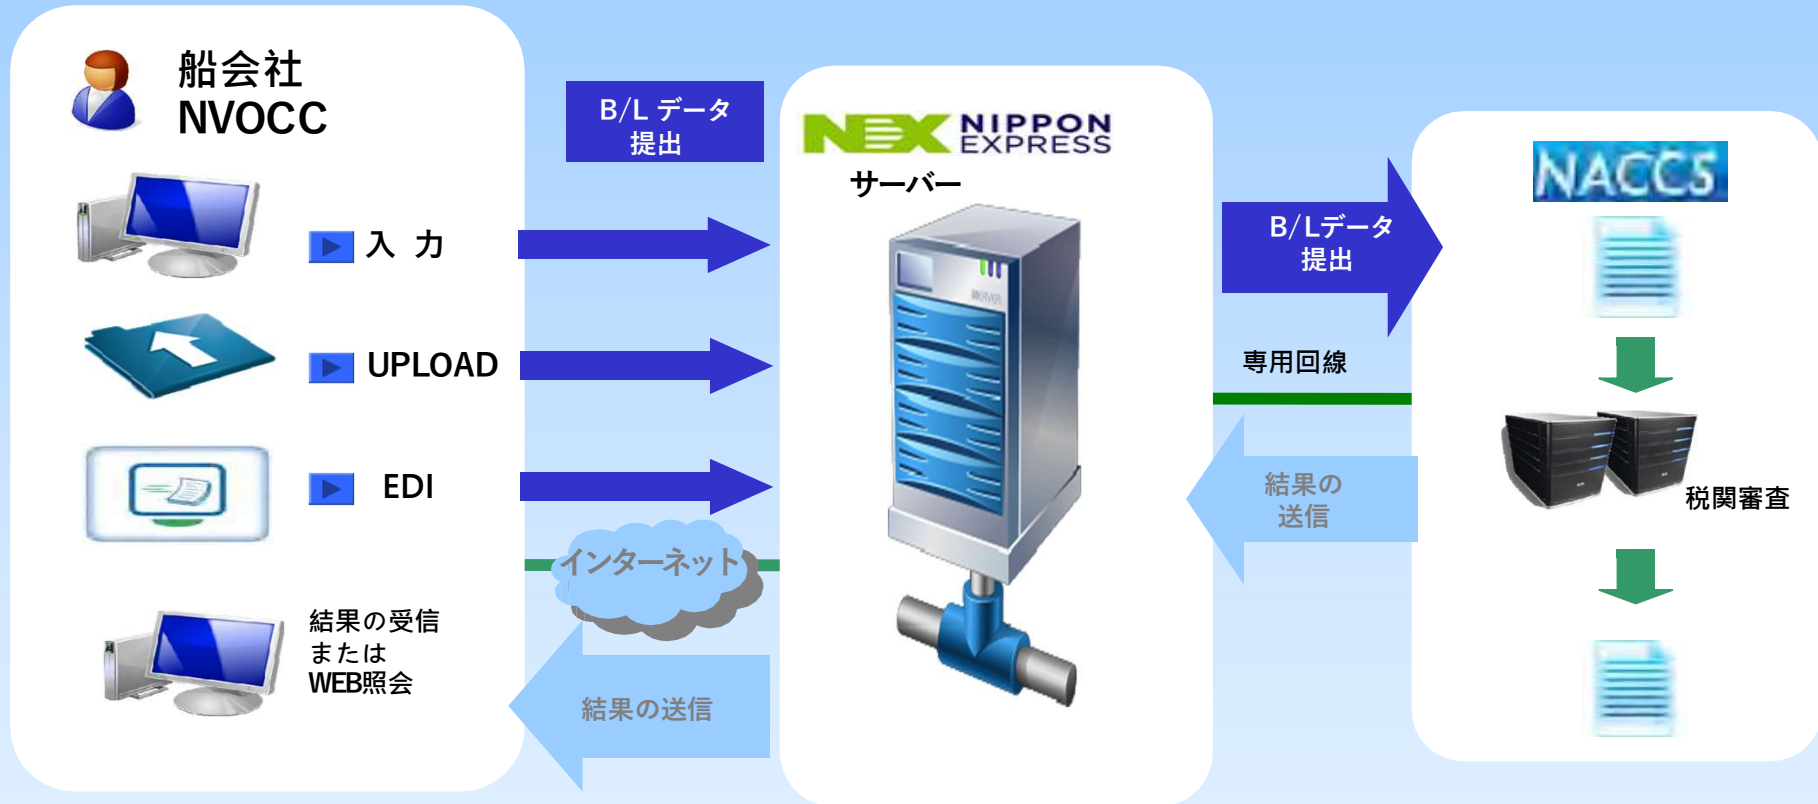 船会社
NVOCC
入 力
UPLOAD
EDI
結果の受信
または
WEB照会
B/L データ
提出
インターネット
結果の送信
NEX NIPPON
EXPRESS
サーバー
B/Lデータ
提出
専用回線
結果の
送信
NACCS
税関審査